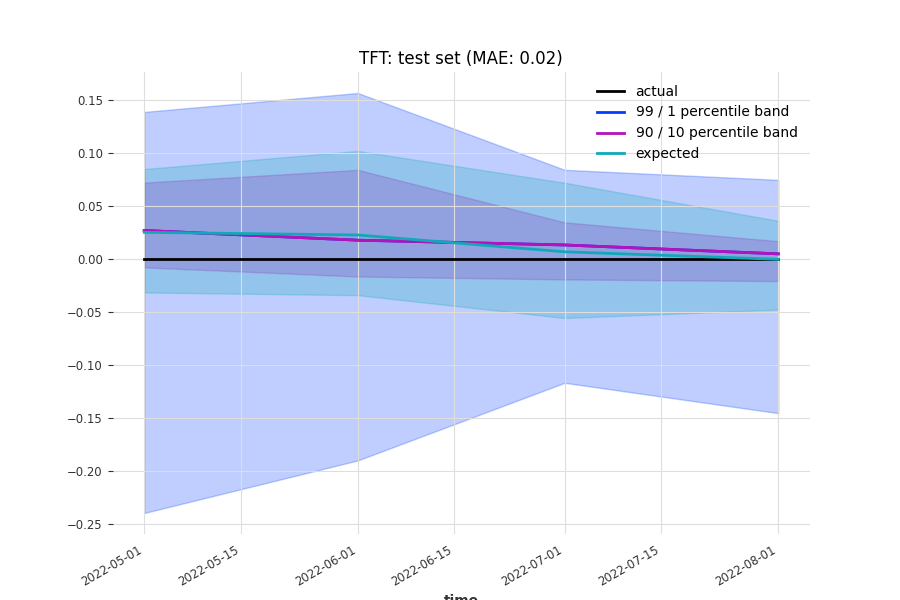 TFT: test set (MAE: 0.02)
actual
99 / 1 percentile band
90 / 10 percentile band
expected
0.15
0.10
0.05
0.00
−0.05
−0.10
−0.15
−0.20
−0.25
2022-05-01
2022-05-15
2022-06-01
2022-06-15
2022-07-01
2022-07-15
2022-08-01
time